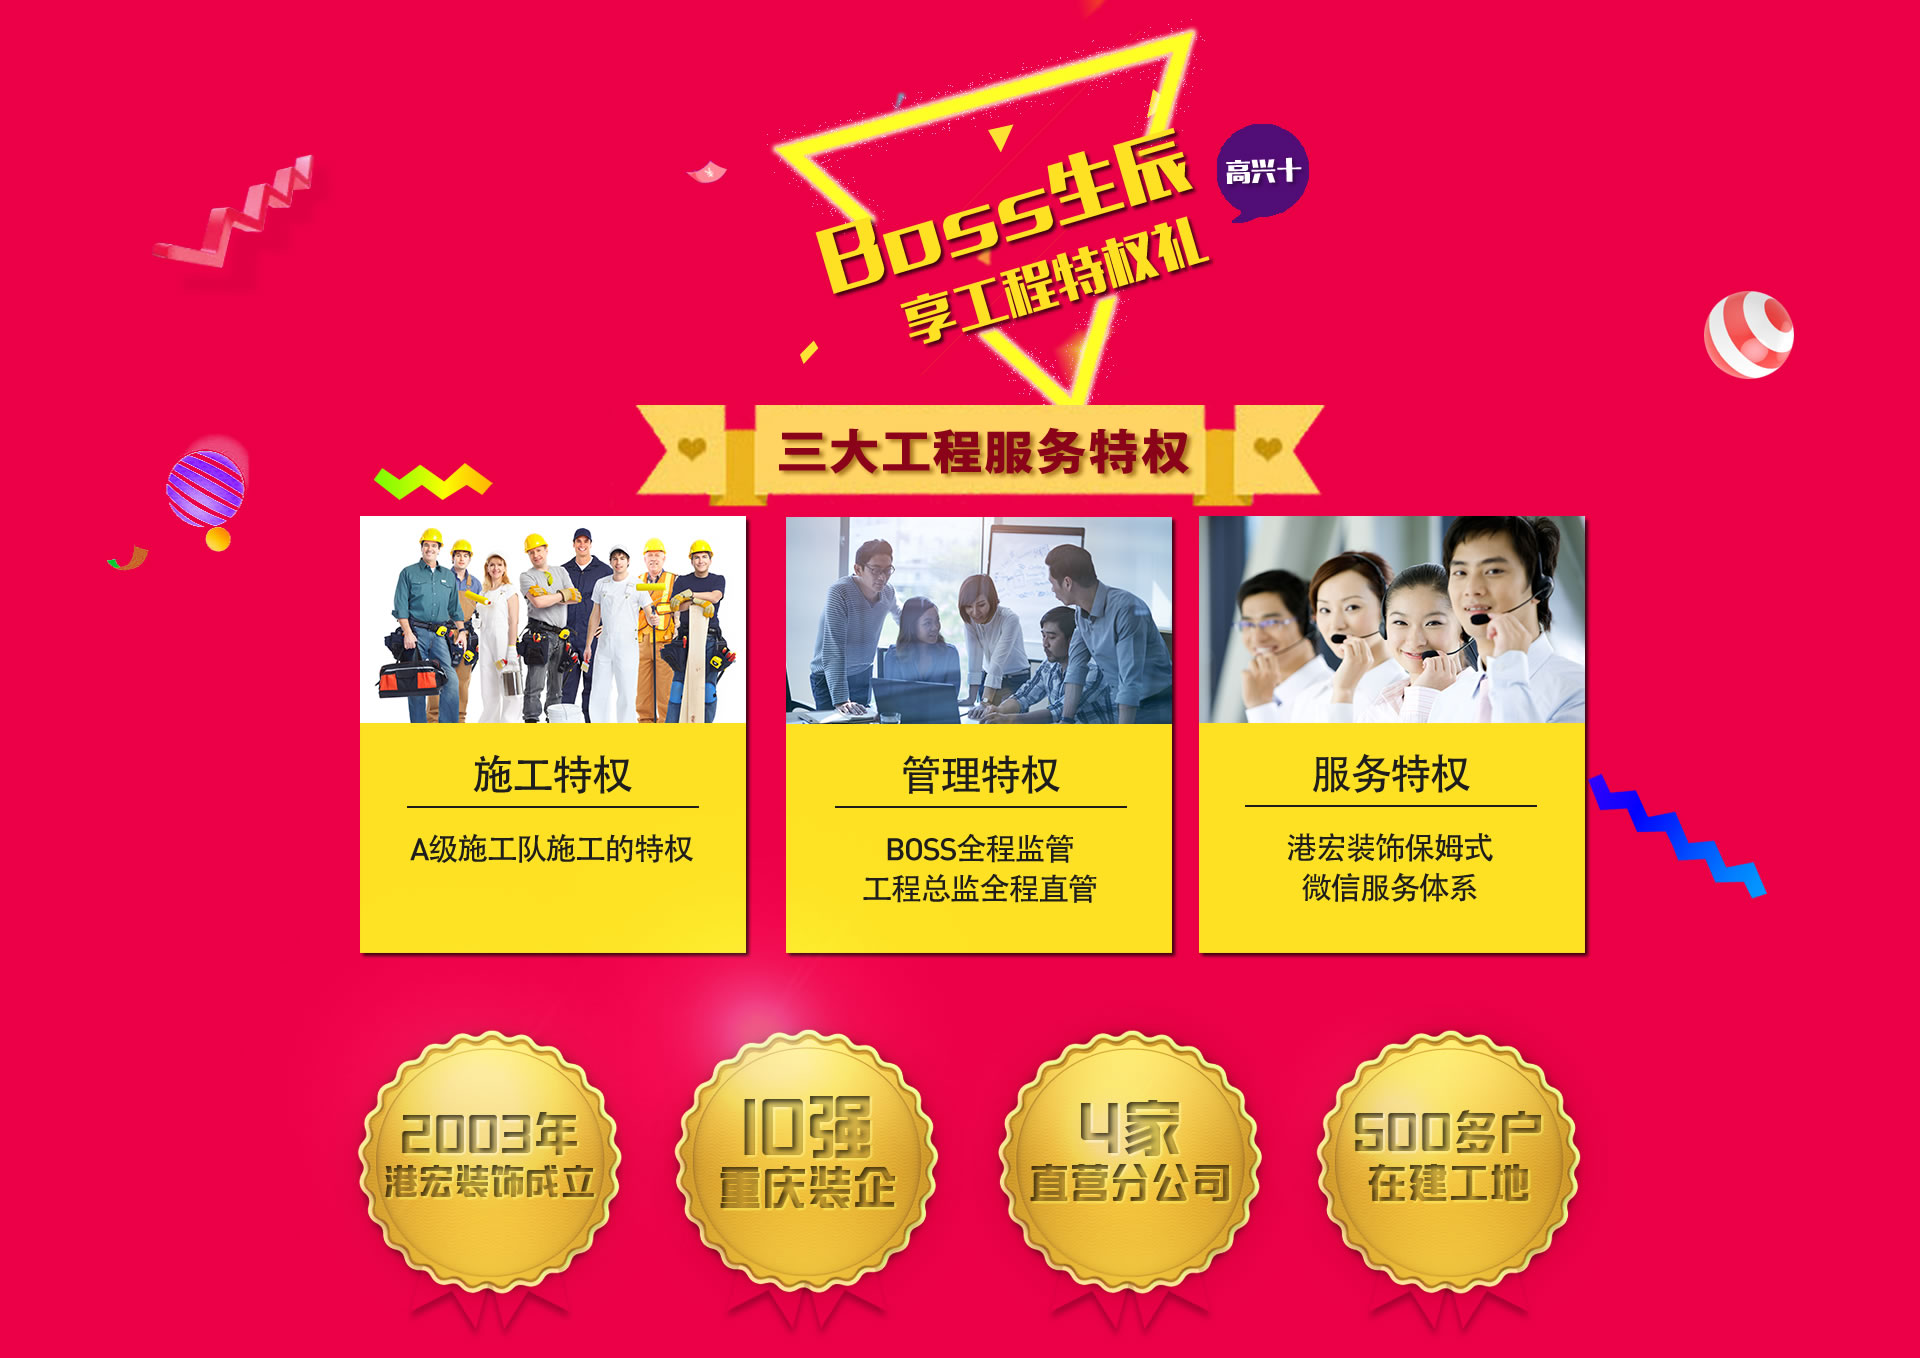 Boss生辰
高兴十
享工程特权礼
三大工程服务特权
施工特权
A级施工队施工的特权
管理特权
BOSS全程监管
工程总监全程直管
服务特权
港宏装饰保姆式
微信服务体系
2003年
港宏装饰成立
10强
重庆装企
4家
直营分公司
500多户
在建工地